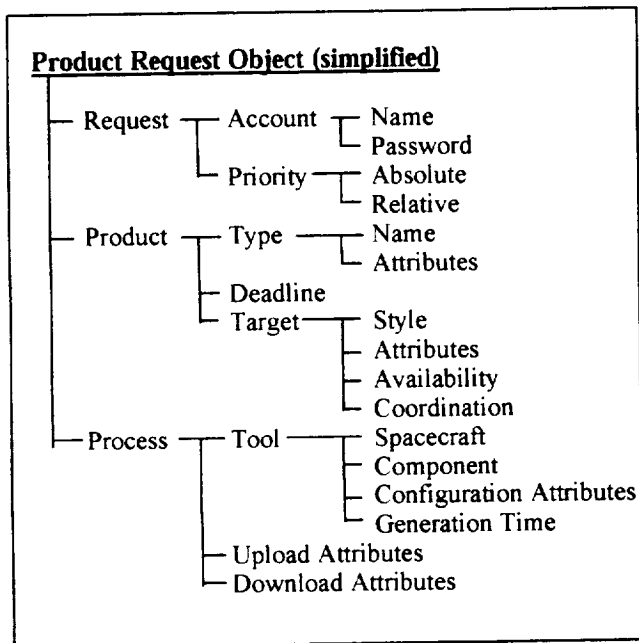 Product Request Object (simplified)
Request Account Name
Password
Priority Absolute
Relative
Product Type Name
Attributes
Deadline
Target Style
Attributes
Availability
Coordination
Process Tool Spacecraft
Component
Configuration Attributes
Generation Time
Upload Attributes
Download Attributes